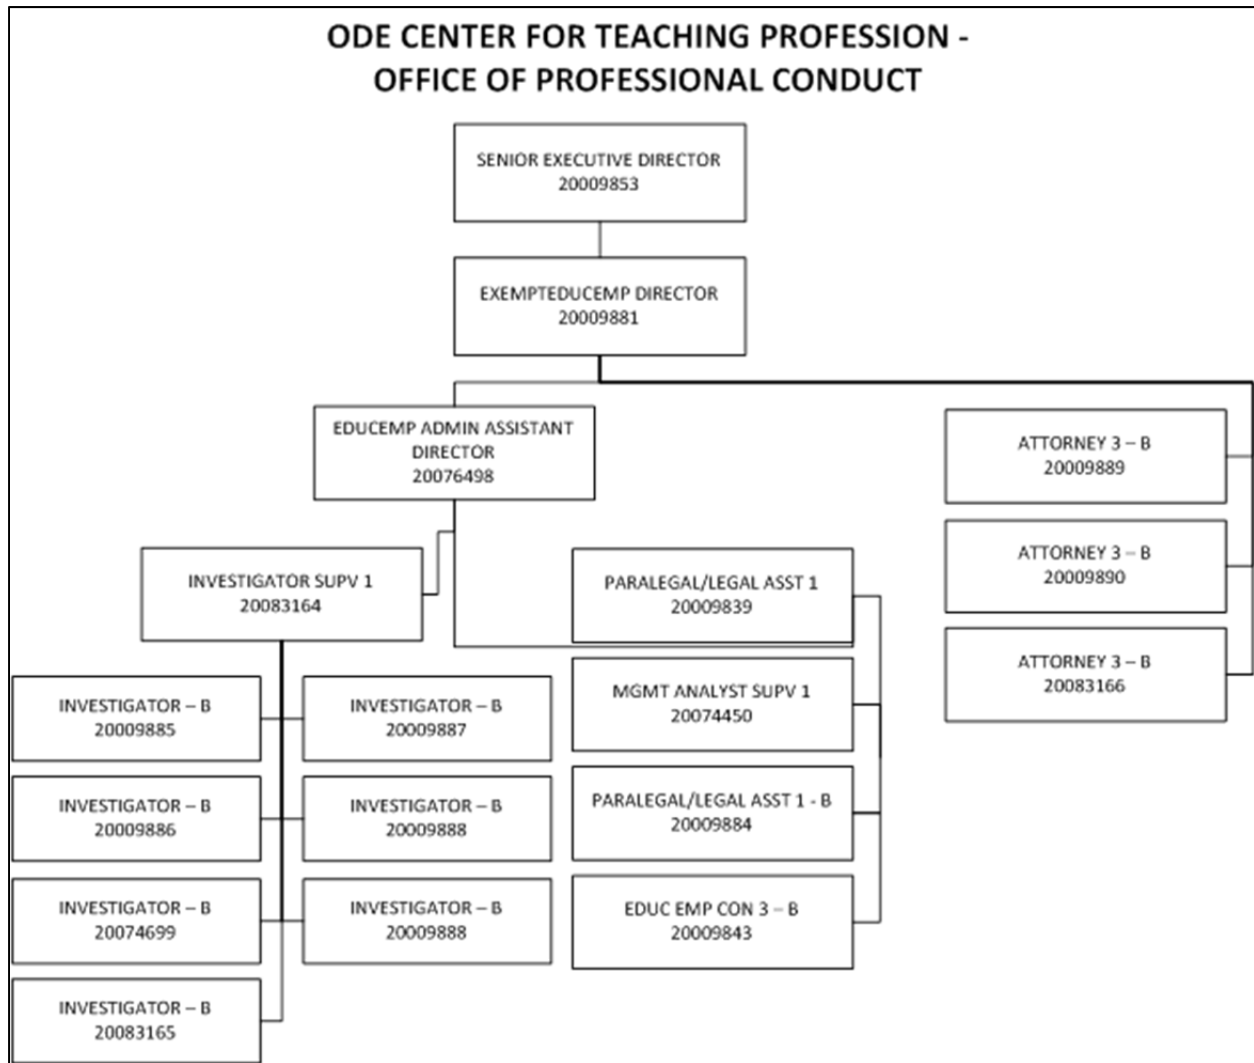 ODE CENTER FOR TEACHING PROFESSION -
OFFICE OF PROFESSIONAL CONDUCT
SENIOR EXECUTIVE DIRECTOR
20009853
EXEMPTEDUCEMP DIRECTOR
20009881
EDUCEMP ADMIN ASSISTANT
DIRECTOR
20076498
ATTORNEY 3 – B
20009889
ATTORNEY 3 – B
20009890
ATTORNEY 3 – B
20083166
INVESTIGATOR SUPV 1
20083164
PARALEGAL/LEGAL ASST 1
20009839
MGMT ANALYST SUPV 1
20074450
PARALEGAL/LEGAL ASST 1 - B
20009884
EDUC EMP CON 3 – B
20009843
INVESTIGATOR – B
20009885
INVESTIGATOR – B
20009887
INVESTIGATOR – B
20009886
INVESTIGATOR – B
20009888
INVESTIGATOR – B
20074699
INVESTIGATOR – B
20009888
INVESTIGATOR – B
20083165